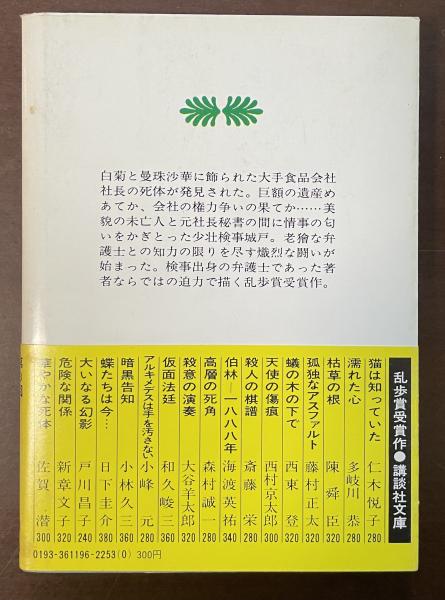 白菊と曼珠沙華に飾られた大手食品会社
社長の死体が発見された。巨額の遺産め
あてか、会社の権力争いの果てか……美
貌の未亡人と元社長秘書の間に情事の匂
いをかぎとった少壮検事城戸。老獪な弁
護士との知力の限りを尽す熾烈な闘いが
始まった。検事出身の弁護士であった著
者ならではの迫力で描く乱歩賞受賞作。
乱歩賞受賞作●講談社文庫
猫は知っていた 仁木悦子 280
濡れた心 多岐川恭 280
枯草の根 陳舜臣 320
孤独なアスファルト 藤村正太 280
蟻の木の下で 西東登 320
天使の傷痕 西村京太郎 300
殺人の棋譜 斎藤栄 280
伯林―一八八八年 海渡英祐 340
高層の死角 森村誠一 280
殺意の演奏 大谷羊太郎 280
仮面法廷 和久峻三 360
アルキメデスは手を汚さない 小峰元 280
暗黒告知 小林久三 360
蝶たちは今… 日下圭介 380
大いなる幻影 戸川昌子 240
危険な関係 新章文子 320
華やかな死体 佐賀潜 300
0193-361196-2253(0) 300円